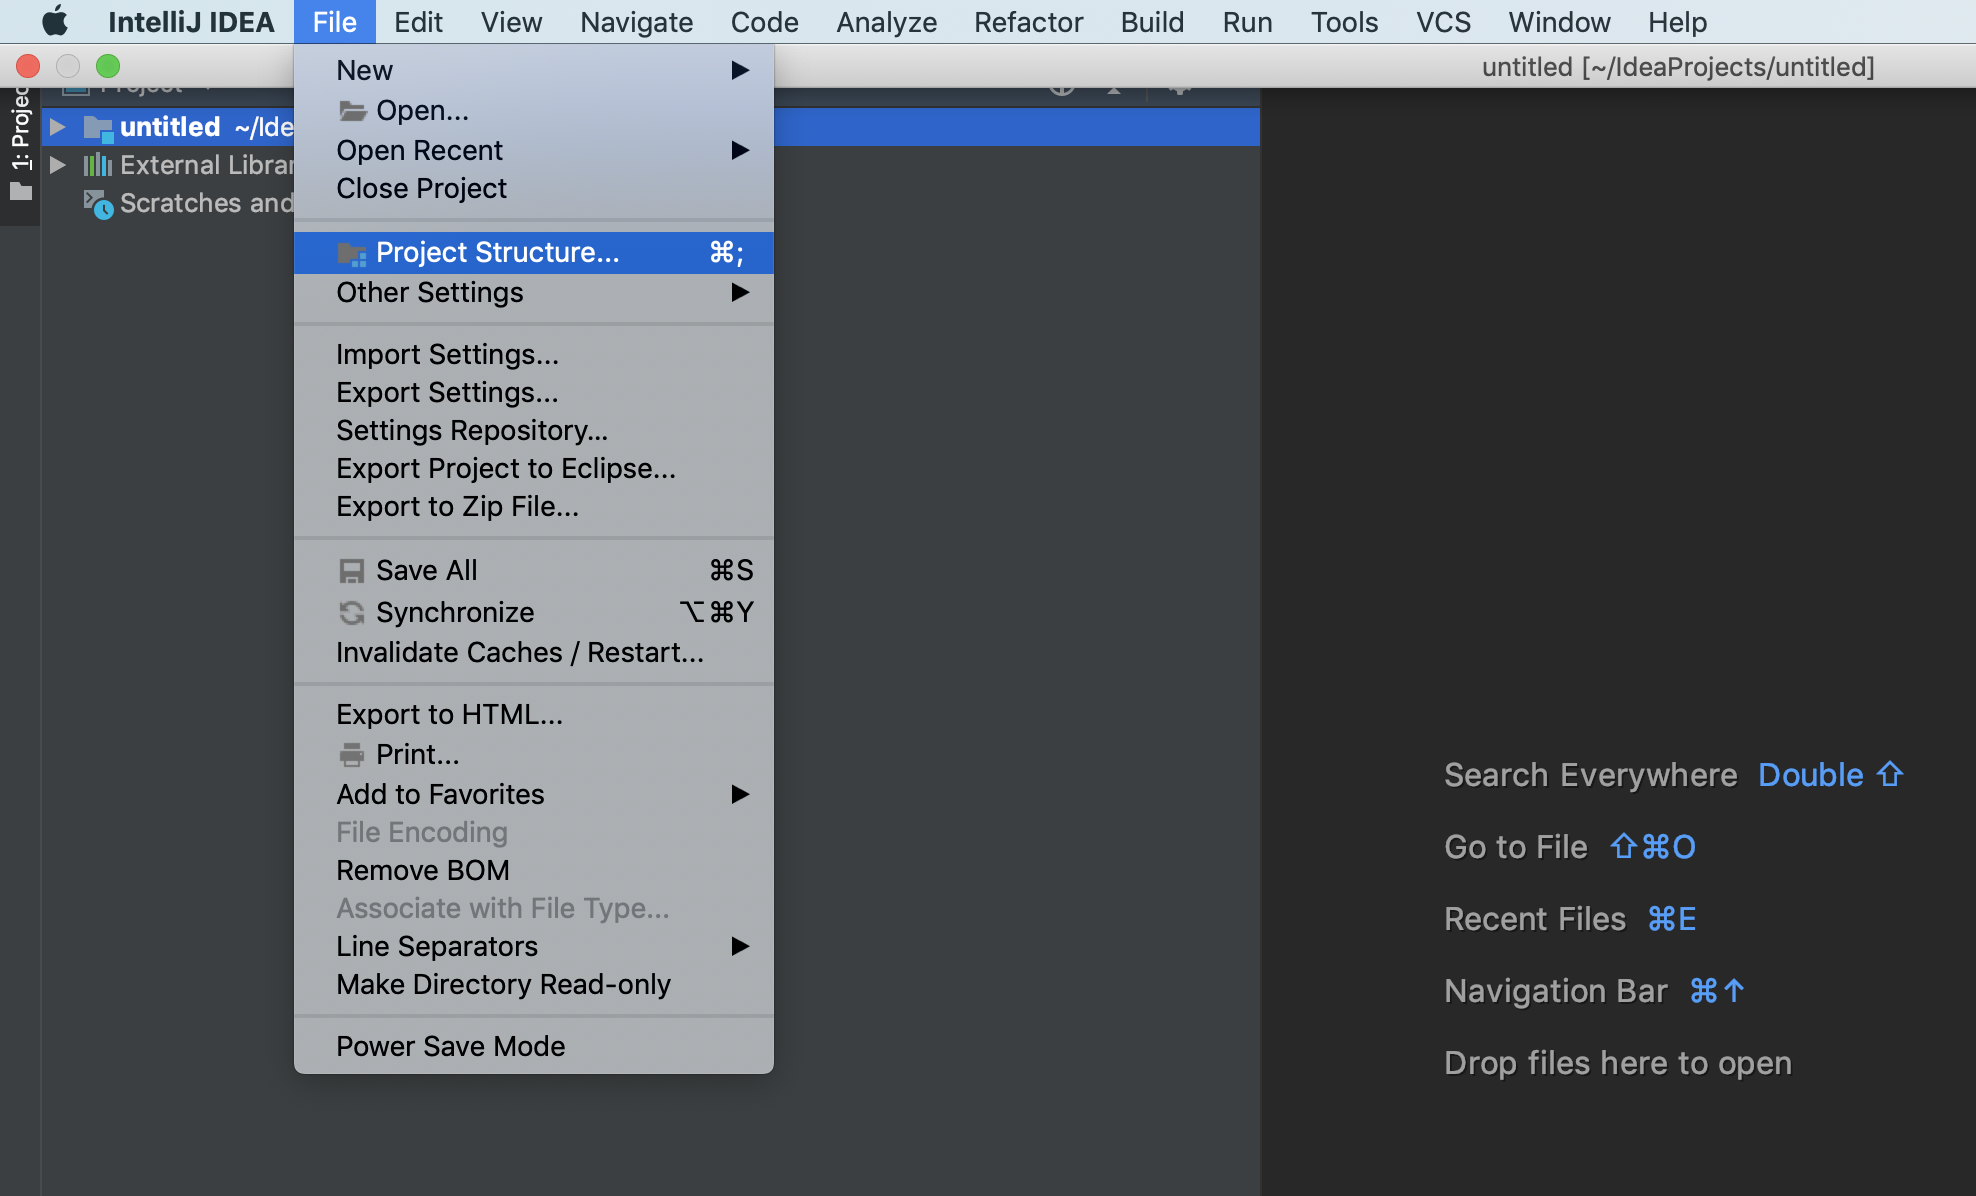 IntelliJ IDEA File Edit View Navigate Code Analyze Refactor Build Run Tools VCS Window Help
untitled [~/IdeaProjects/untitled]
Project
1: Projec
untitled ~/Ide
External Librar
Scratches and
New
Open...
Open Recent
Close Project
Project Structure... ⌘;
Other Settings
Import Settings...
Export Settings...
Settings Repository...
Export Project to Eclipse...
Export to Zip File...
Save All ⌘S
Synchronize ⌥⌘Y
Invalidate Caches / Restart...
Export to HTML...
Print...
Add to Favorites
File Encoding
Remove BOM
Associate with File Type...
Line Separators
Make Directory Read-only
Power Save Mode
Search Everywhere Double ⇧
Go to File ⇧⌘O
Recent Files ⌘E
Navigation Bar ⌘↑
Drop files here to open